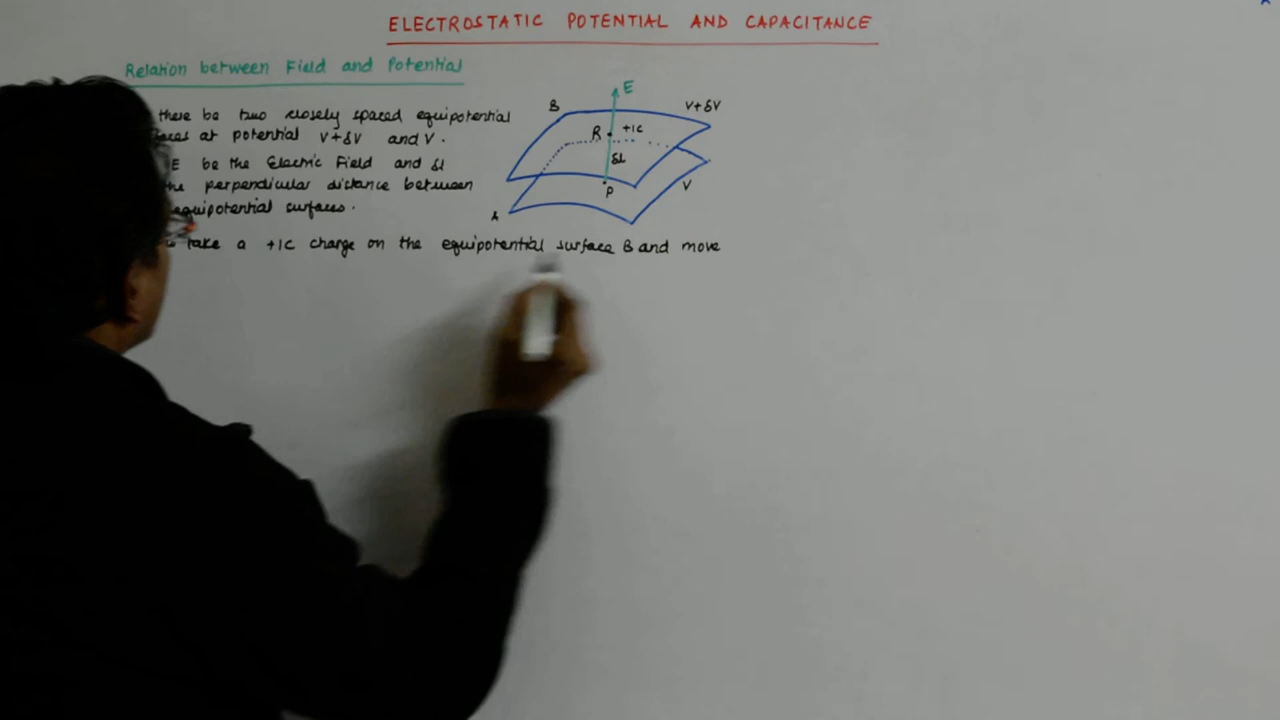 ELECTROSTATIC POTENTIAL AND CAPACITANCE
Relation between Field and Potential
there be two closely spaced equipotential
at potential V+δV and V.
E be the Electric Field and δl
perpendicular distance between
equipotential surfaces.
take a +1C charge on the equipotential surface B and move
E
B
V+δV
R
+1C
δl
P
V
A